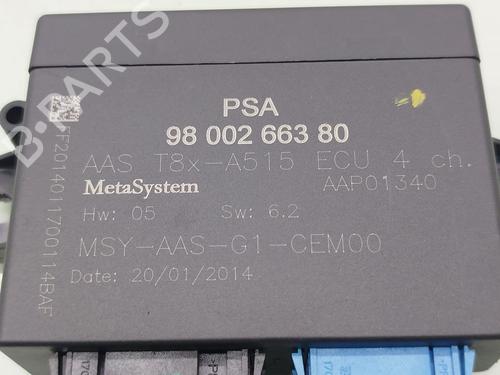 PSA
98 002 663 80
AAS T8x-A515 ECU 4 ch.
MetaSystem AAP01340
Hw: 05 Sw: 6.2
MSY-AAS-G1-CEM00
Date: 20/01/2014
B-PARTS